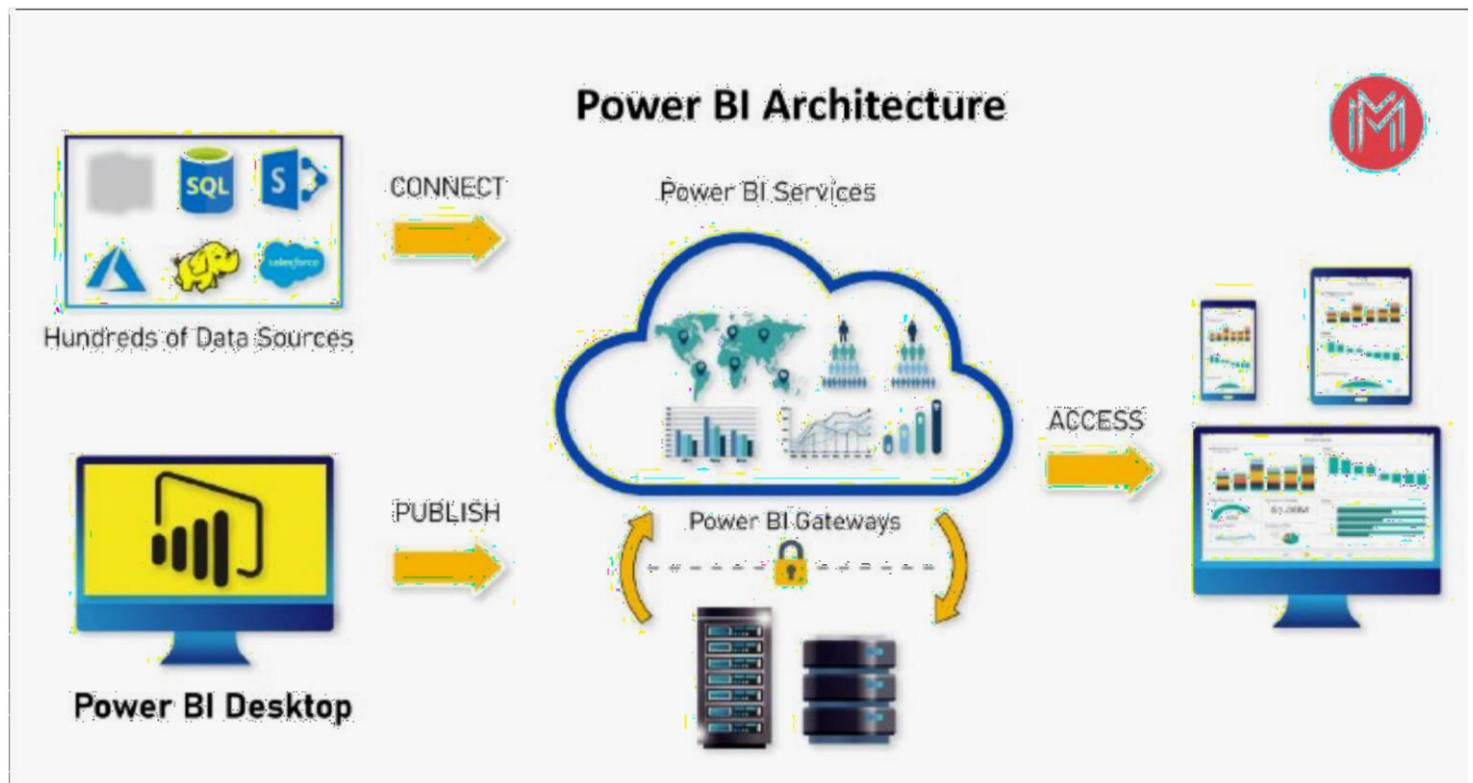 Power BI Architecture
SQL
S
salesforce
CONNECT
Power BI Services
Hundreds of Data Sources
ACCESS
PUBLISH
Power BI Gateways
Power BI Desktop